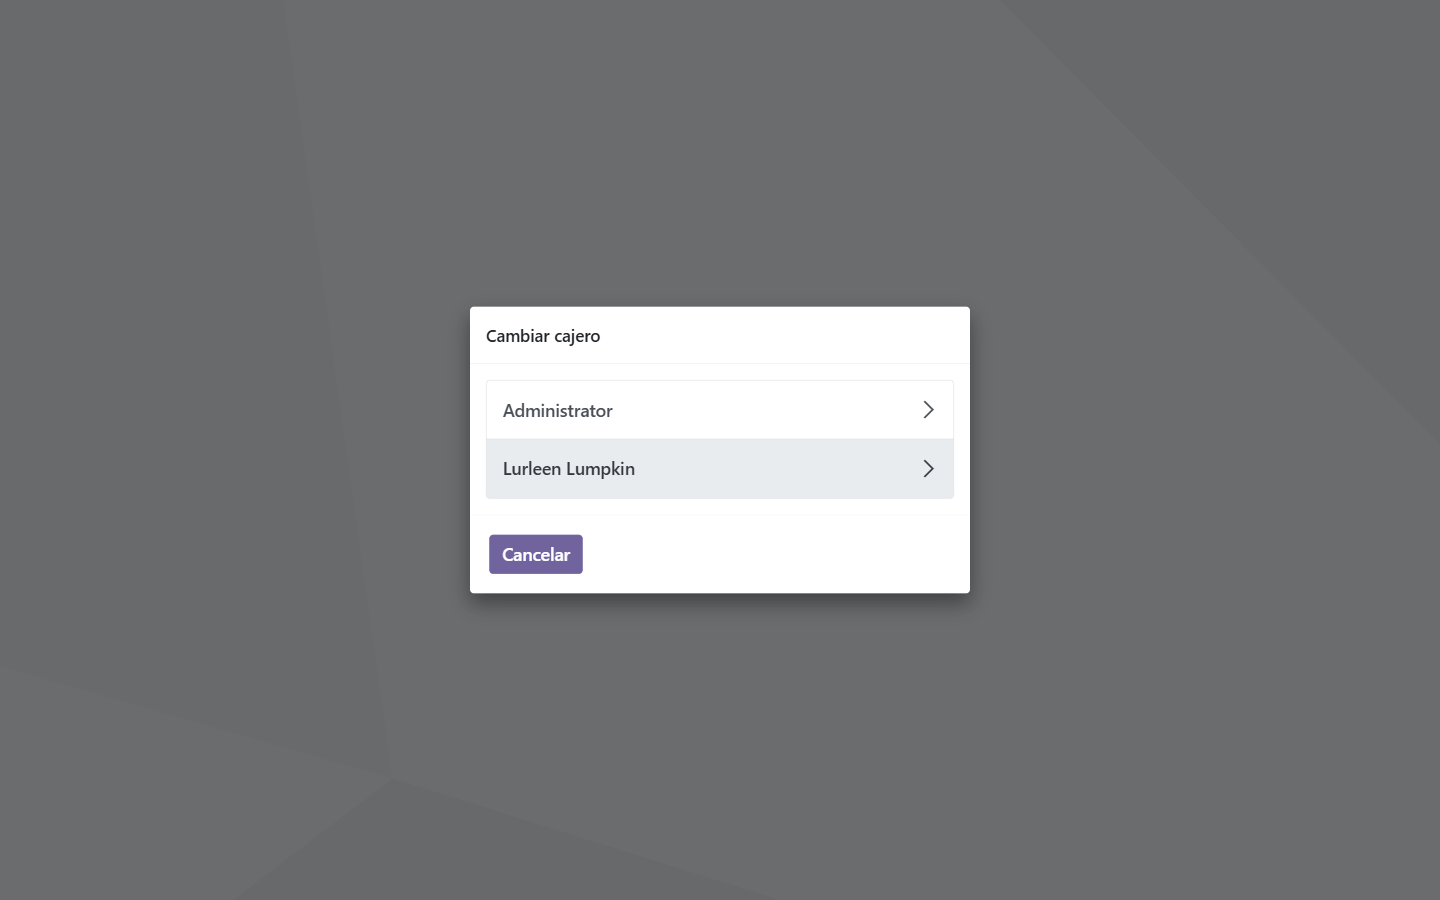 Cambiar cajero
Administrator
Lurleen Lumpkin
Cancelar